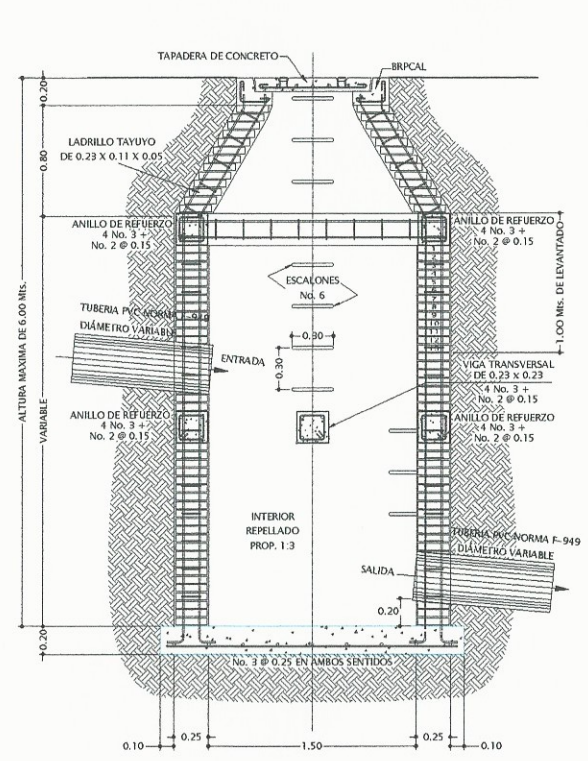 TAPADERA DE CONCRETO
BRPCAL
0.20
LADRILLO TAYUYO
DE 0.23 X 0.11 X 0.05
0.80
ANILLO DE REFUERZO
4 No. 3 +
No. 2 @ 0.15
ANILLO DE REFUERZO
4 No. 3 +
No. 2 @ 0.15
1.00 Mts. DE LEVANTADO
ESCALONES
No. 6
TUBERIA PVC NORMA F-949
DIÁMETRO VARIABLE
ENTRADA
0.30
0.30
ALTURA MAXIMA DE 6.00 Mts.
VARIABLE
VIGA TRANSVERSAL
DE 0.23 x 0.23
4 No. 3 +
No. 2 @ 0.15
ANILLO DE REFUERZO
4 No. 3 +
No. 2 @ 0.15
ANILLO DE REFUERZO
4 No. 3 +
No. 2 @ 0.15
INTERIOR
REPELLADO
PROP. 1:3
TUBERIA PVC NORMA F-949
DIÁMETRO VARIABLE
SALIDA
0.20
0.20
No. 3 @ 0.25 EN AMBOS SENTIDOS
0.25
0.25
0.10
1.50
0.10